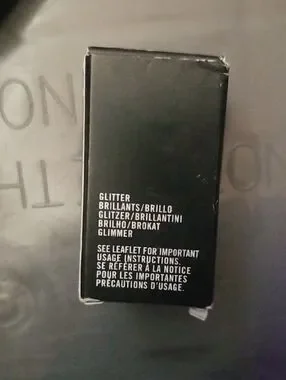 GLITTER
BRILLANTS/BRILLO
GLITZER/BRILLANTINI
BRILHO/BROKAT
GLIMMER
SEE LEAFLET FOR IMPORTANT
USAGE INSTRUCTIONS.
SE RÉFÉRER À LA NOTICE
POUR LES IMPORTANTES
PRÉCAUTIONS D'USAGE.